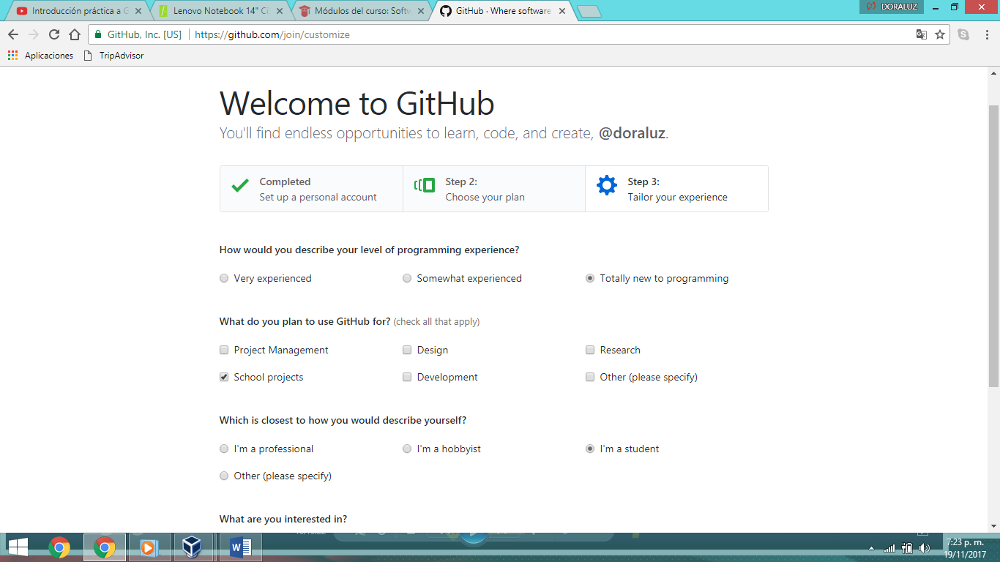 Introducción práctica a G
Lenovo Notebook 14" Ci
Módulos del curso: Softw
GitHub · Where software
DORALUZ
GitHub, Inc. [US]
https://github.com/join/customize
Aplicaciones
TripAdvisor
Welcome to GitHub
You'll find endless opportunities to learn, code, and create, @doraluz.
Completed
Set up a personal account
Step 2:
Choose your plan
Step 3:
Tailor your experience
How would you describe your level of programming experience?
Very experienced
Somewhat experienced
Totally new to programming
What do you plan to use GitHub for? (check all that apply)
Project Management
Design
Research
School projects
Development
Other (please specify)
Which is closest to how you would describe yourself?
I'm a professional
I'm a hobbyist
I'm a student
Other (please specify)
What are you interested in?
7:23 p. m.
19/11/2017